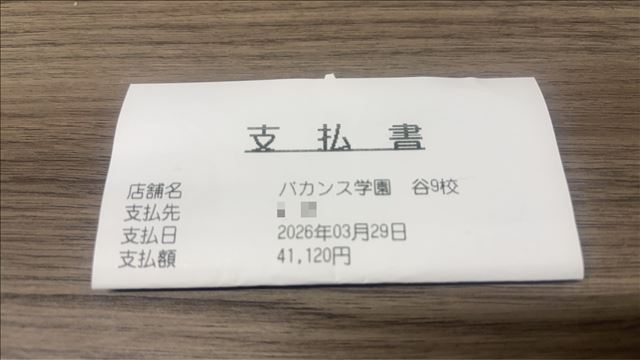 支　払　書
店舗名　バカンス学園　谷9校
支払先
支払日　2026年03月29日
支払額　41,120円